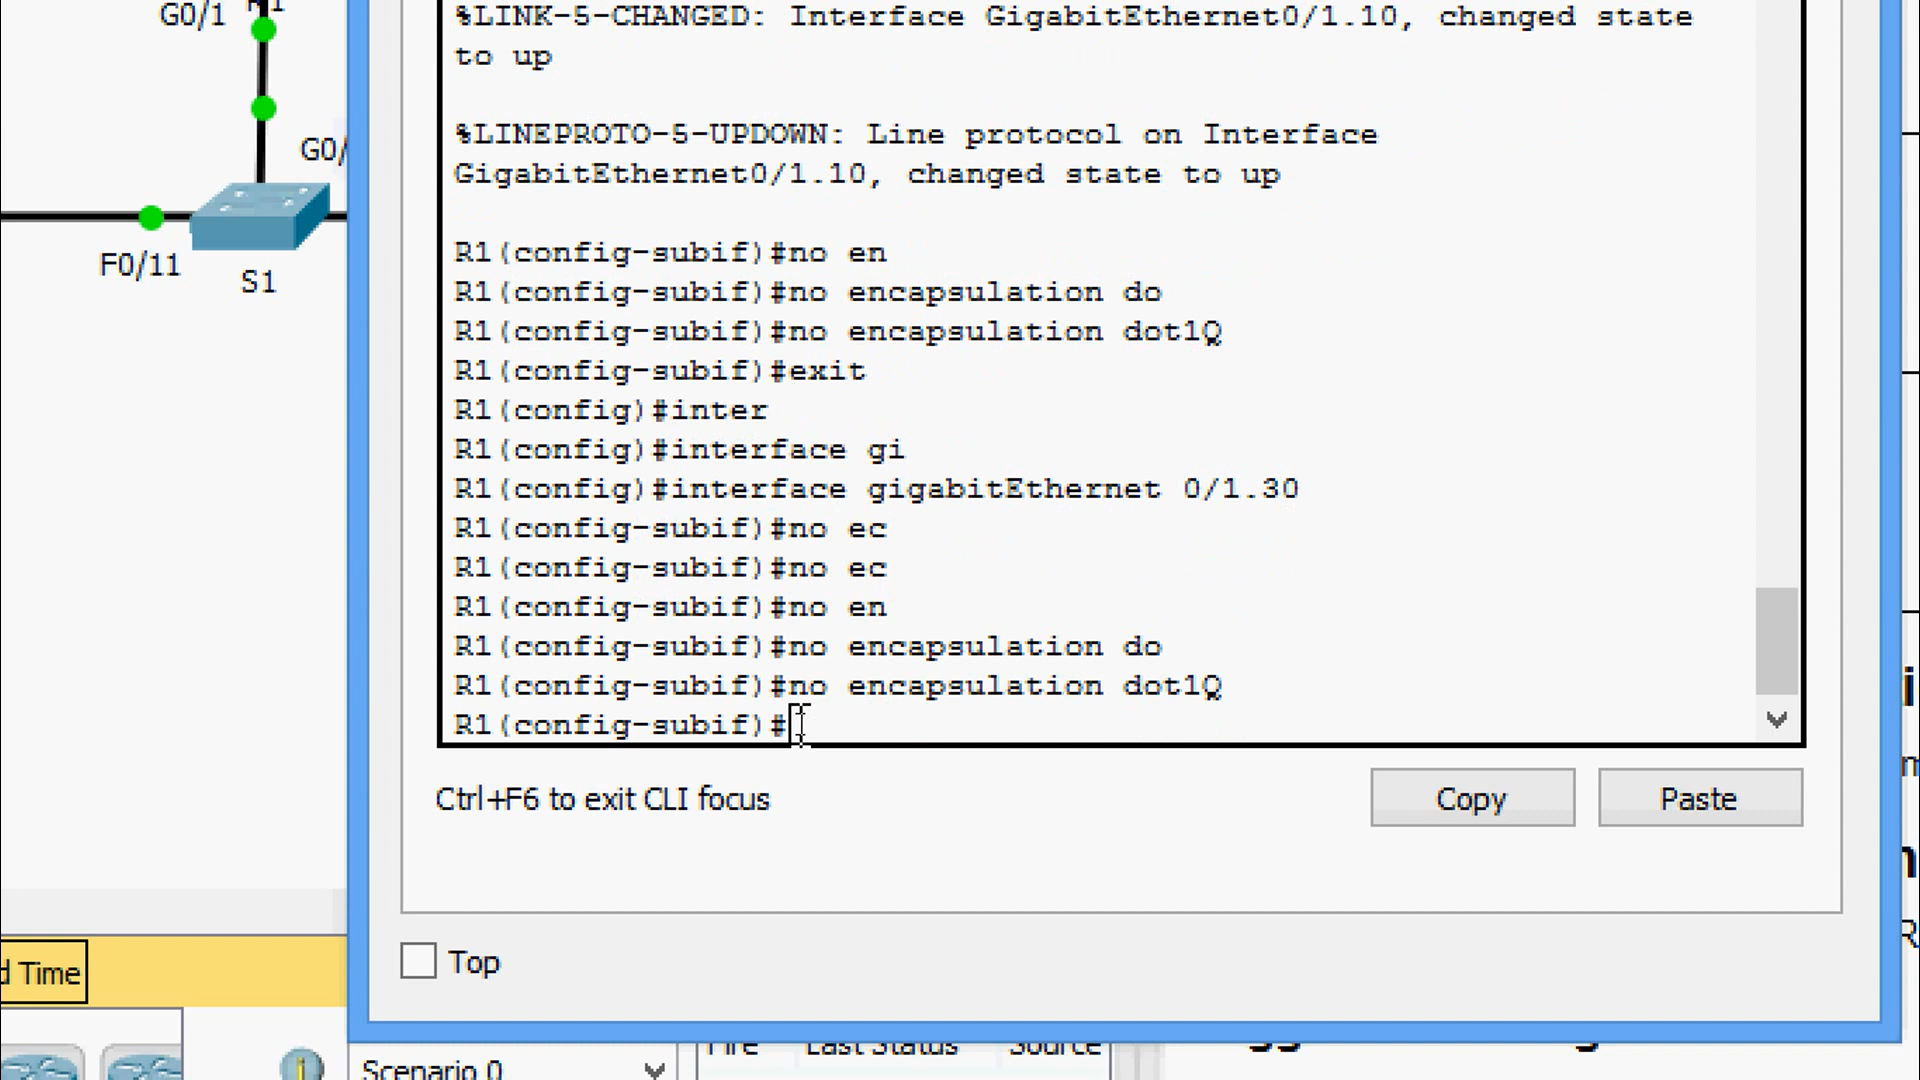 G0/1
%LINK-5-CHANGED: Interface GigabitEthernet0/1.10, changed state
to up
%LINEPROTO-5-UPDOWN: Line protocol on Interface
GigabitEthernet0/1.10, changed state to up
G0/
F0/11
S1
R1(config-subif)#no en
R1(config-subif)#no encapsulation do
R1(config-subif)#no encapsulation dot1Q
R1(config-subif)#exit
R1(config)#inter
R1(config)#interface gi
R1(config)#interface gigabitEthernet 0/1.30
R1(config-subif)#no ec
R1(config-subif)#no ec
R1(config-subif)#no en
R1(config-subif)#no encapsulation do
R1(config-subif)#no encapsulation dot1Q
R1(config-subif)#
Ctrl+F6 to exit CLI focus
Copy
Paste
Top
d Time
Scenario 0
Fire Last Status Source